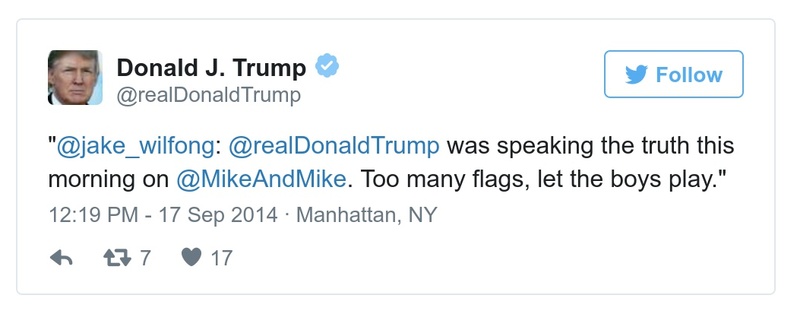 Donald J. Trump
@realDonaldTrump
Follow
"@jake_wilfong: @realDonaldTrump was speaking the truth this
morning on @MikeAndMike. Too many flags, let the boys play."
12:19 PM - 17 Sep 2014 · Manhattan, NY
7 17